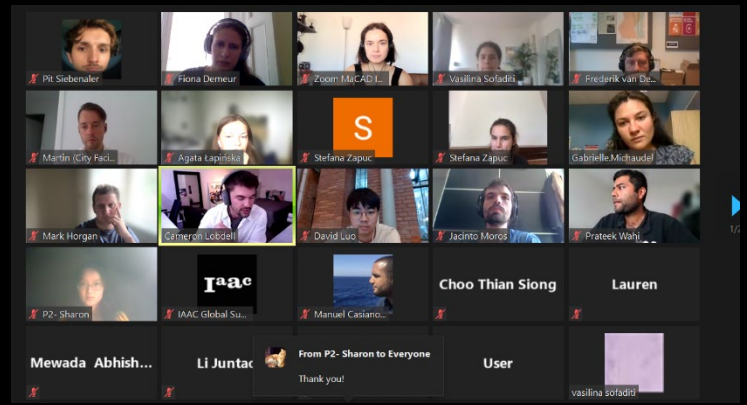 Pit Siebenaler
Fiona Demeur
Zoom MaCAD I...
Vasilina Sofaditi
Frederik van De...
Martin (City Faci...
Agata Łapińska
S
Stefana Zapuc
Stefana Zapuc
Gabrielle.Michaudel
Mark Horgan
Cameron Lobdell
David Luo
Jacinto Moros
Prateek Wahi
1/2
P2- Sharon
Iaac
IAAC Global Su...
Manuel Casiano...
Choo Thian Siong
Lauren
Mewada Abhish...
Li Juntao
From P2- Sharon to Everyone
Thank you!
User
vasilina sofaditi